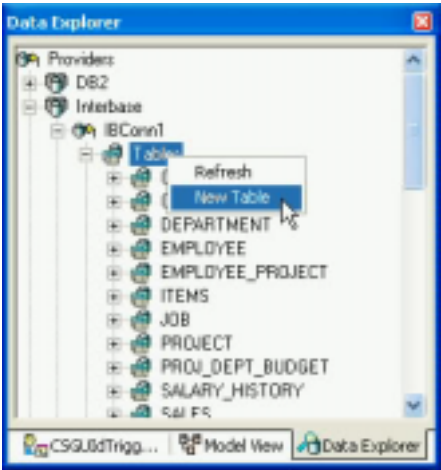 Data Explorer
Providers
DB2
Interbase
IBConn1
Tables
Refresh
New Table
DEPARTMENT
EMPLOYEE
EMPLOYEE_PROJECT
ITEMS
JOB
PROJECT
PROJ_DEPT_BUDGET
SALARY_HISTORY
SALES
Model View Data Explorer